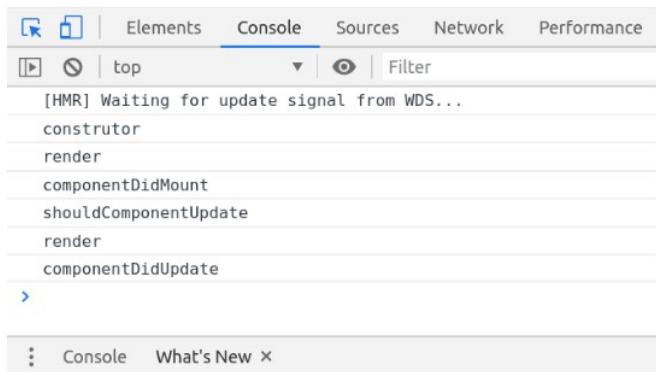 Elements Console Sources Network Performance
top Filter
[HMR] Waiting for update signal from WDS...
construtor
render
componentDidMount
shouldComponentUpdate
render
componentDidUpdate
Console What's New ×